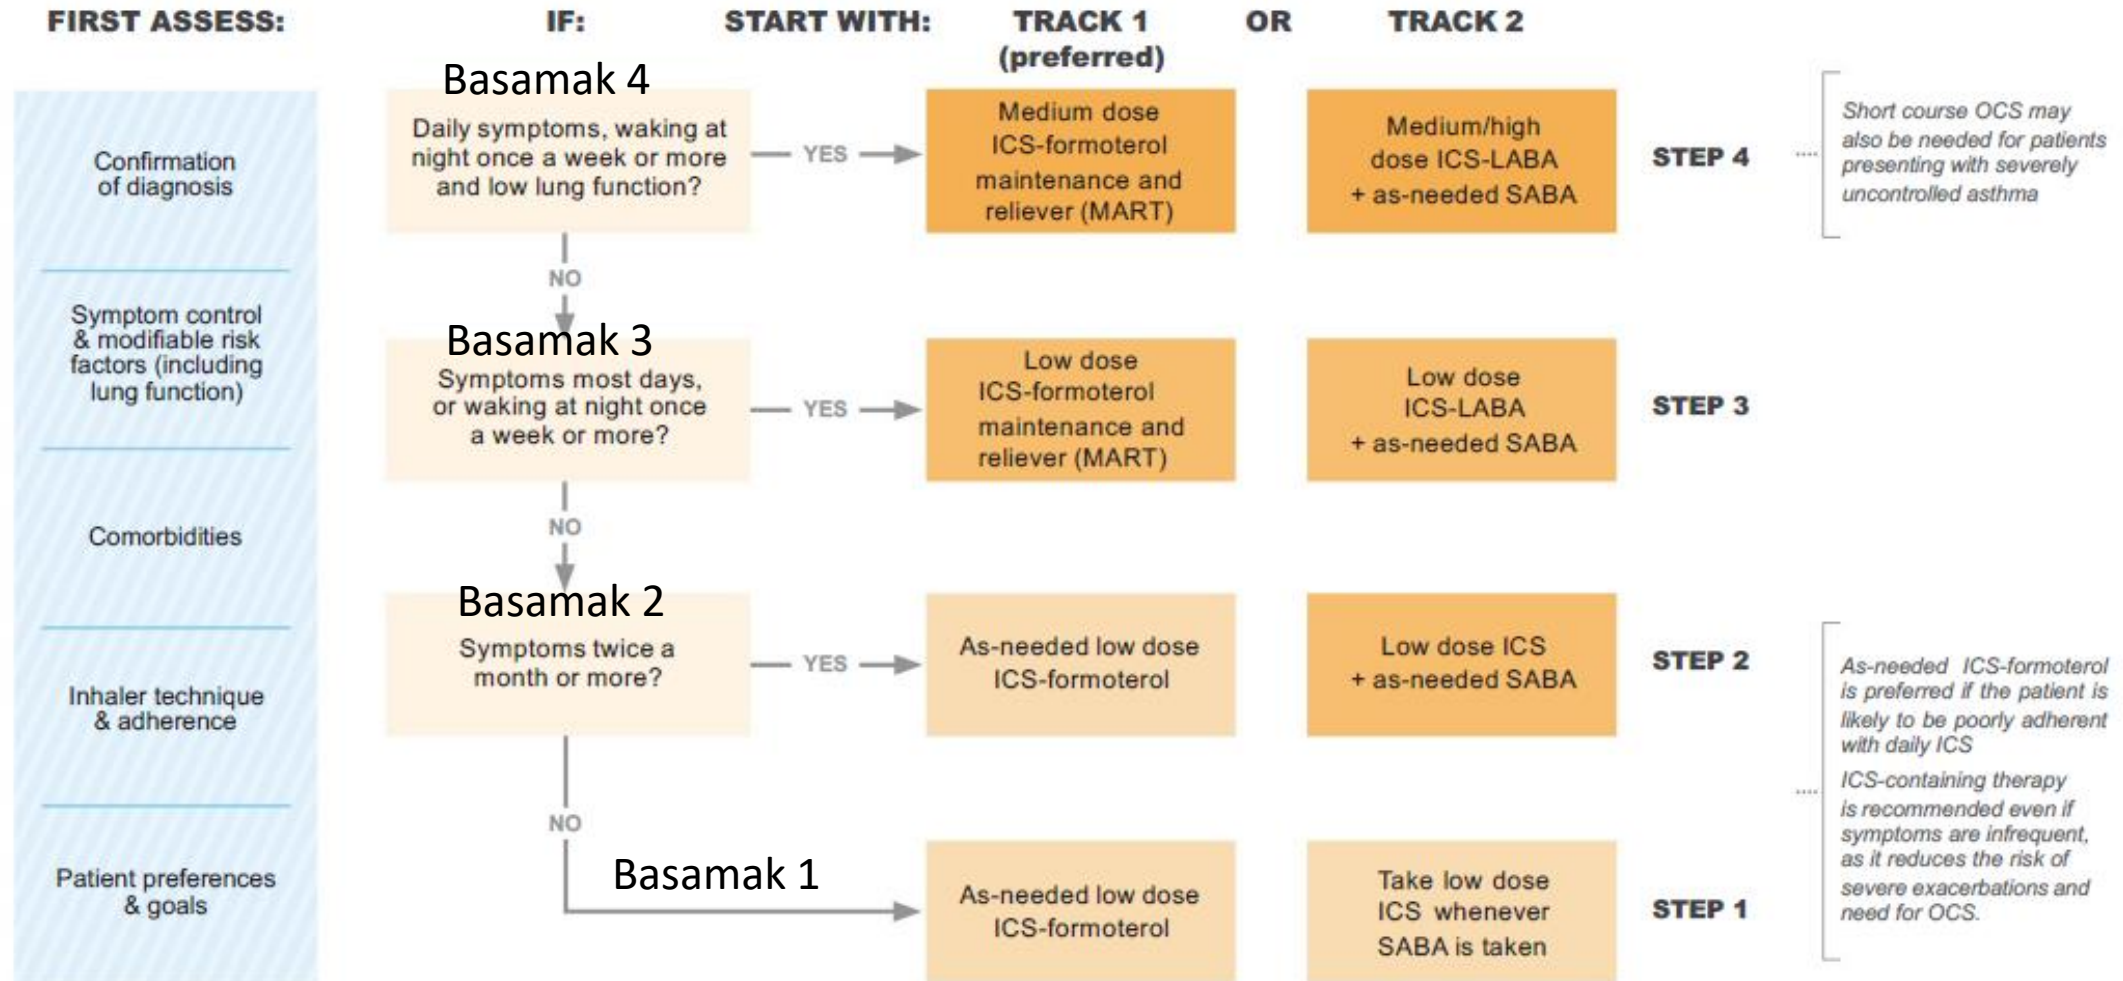 FIRST ASSESS:
IF:
START WITH:
TRACK 1
(preferred)
OR
TRACK 2
Confirmation
of diagnosis
Symptom control
& modifiable risk
factors (including
lung function)
Comorbidities
Inhaler technique
& adherence
Patient preferences
& goals
Basamak 4
Daily symptoms, waking at
night once a week or more
and low lung function?
YES
Medium dose
ICS-formoterol
maintenance and
reliever (MART)
Medium/high
dose ICS-LABA
+ as-needed SABA
STEP 4
Short course OCS may
also be needed for patients
presenting with severely
uncontrolled asthma
NO
Basamak 3
Symptoms most days,
or waking at night once
a week or more?
YES
Low dose
ICS-formoterol
maintenance and
reliever (MART)
Low dose
ICS-LABA
+ as-needed SABA
STEP 3
NO
Basamak 2
Symptoms twice a
month or more?
YES
As-needed low dose
ICS-formoterol
Low dose ICS
+ as-needed SABA
STEP 2
NO
Basamak 1
As-needed low dose
ICS-formoterol
Take low dose
ICS whenever
SABA is taken
STEP 1
As-needed ICS-formoterol
is preferred if the patient is
likely to be poorly adherent
with daily ICS
ICS-containing therapy
is recommended even if
symptoms are infrequent,
as it reduces the risk of
severe exacerbations and
need for OCS.